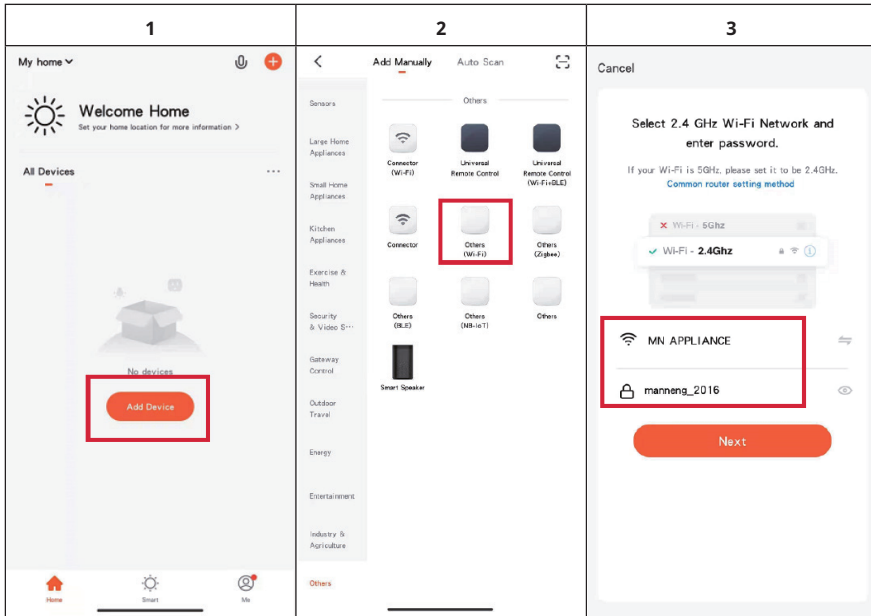 1
2
3
My home
Welcome Home
Set your home location for more information >
All Devices
...
No devices
Add Device
Home
Smart
Me
Add Manually
Auto Scan
Sensors
Large Home
Appliances
Small Home
Appliances
Kitchen
Appliances
Exercise &
Health
Security
& Video S···
Gateway
Control
Outdoor
Travel
Energy
Entertainment
Industry &
Agriculture
Others
Others
Connector
(Wi-Fi)
Universal
Remote Control
Universal
Remote Control
(Wi-Fi+BLE)
Connector
Others
(Wi-Fi)
Others
(Zigbee)
Others
(BLE)
Others
(NB-IoT)
Others
Smart Speaker
Cancel
Select 2.4 GHz Wi-Fi Network and
enter password.
If your Wi-Fi is 5GHz, please set it to be 2.4GHz.
Common router setting method
Wi-Fi - 5Ghz
Wi-Fi - 2.4Ghz
MN APPLIANCE
manneng_2016
Next